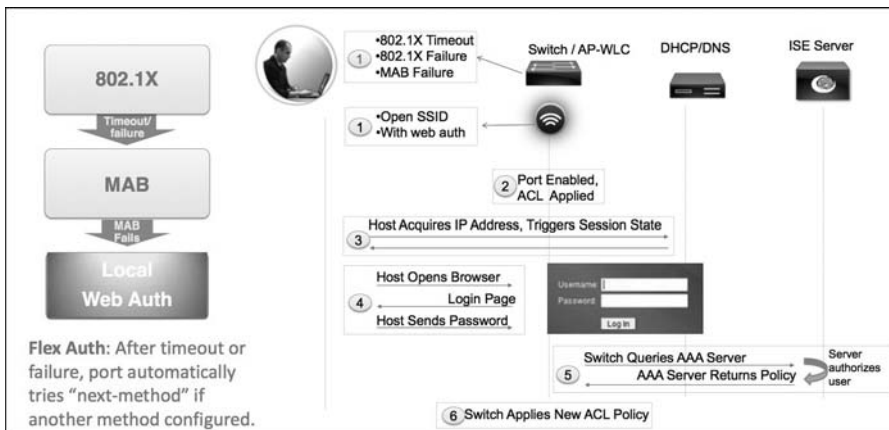 802.1X
Timeout/
failure
MAB
MAB
Fails
Local
Web Auth
Flex Auth: After timeout or
failure, port automatically
tries “next-method” if
another method configured.
1
•802.1X Timeout
•802.1X Failure
•MAB Failure
Switch / AP-WLC
DHCP/DNS
ISE Server
1
•Open SSID
•With web auth
2
Port Enabled,
ACL Applied
3
Host Acquires IP Address, Triggers Session State
4
Host Opens Browser
Login Page
Host Sends Password
Username
Password
Log In
5
Switch Queries AAA Server
AAA Server Returns Policy
Server
authorizes
user
6
Switch Applies New ACL Policy